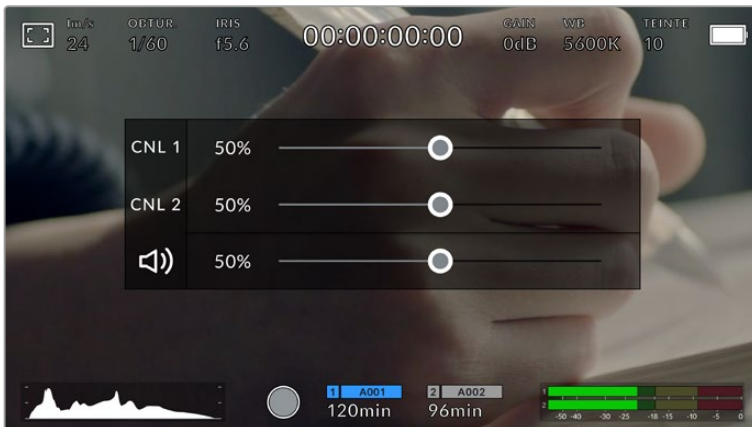 Im/s OBTUR. IRIS 00:00:00:00 GAIN WB TEINTE
24 1/60 f5.6 0dB 5600K 10
CNL 1 50%
CNL 2 50%
50%
1 A001 2 A002
120min 96min
1
2
-50 -40 -30 -25 -18 -15 -10 -5 0